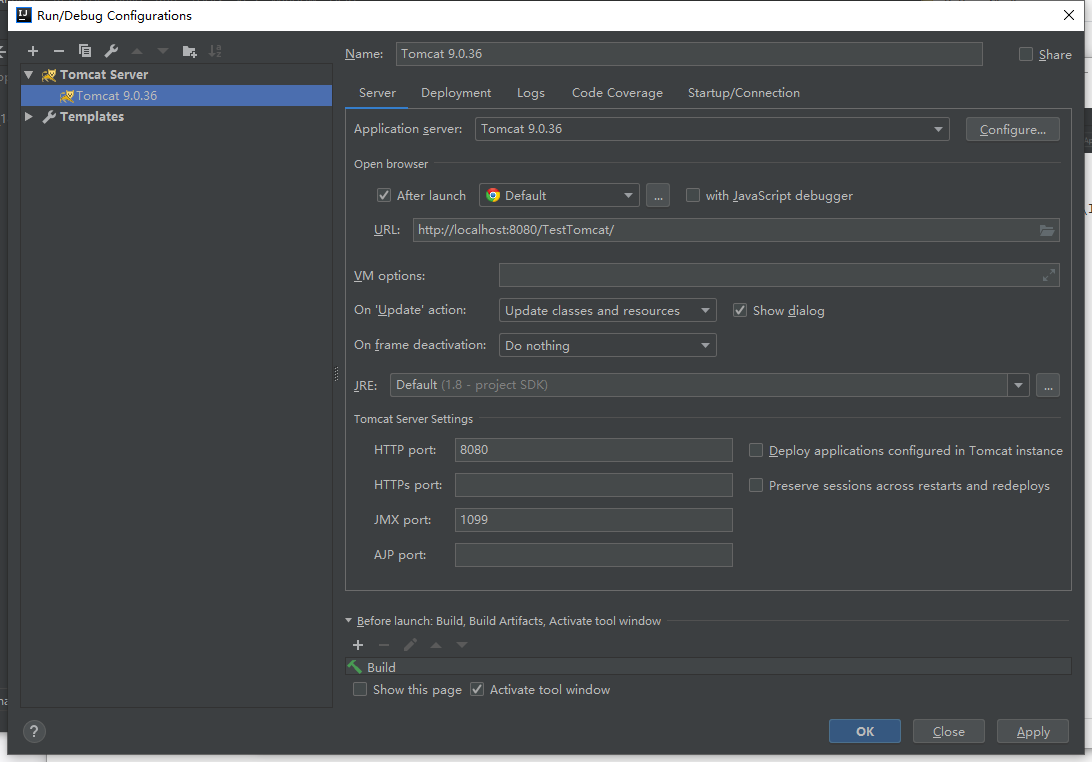 Run/Debug Configurations
Name: Tomcat 9.0.36 Share
Tomcat Server
Tomcat 9.0.36
Templates
Server Deployment Logs Code Coverage Startup/Connection
Application server: Tomcat 9.0.36 Configure...
Open browser
After launch Default ... with JavaScript debugger
URL: http://localhost:8080/TestTomcat/
VM options:
On 'Update' action: Update classes and resources Show dialog
On frame deactivation: Do nothing
JRE: Default (1.8 - project SDK) ...
Tomcat Server Settings
HTTP port: 8080 Deploy applications configured in Tomcat instance
HTTPs port: Preserve sessions across restarts and redeploys
JMX port: 1099
AJP port:
Before launch: Build, Build Artifacts, Activate tool window
Build
Show this page Activate tool window
? OK Close Apply